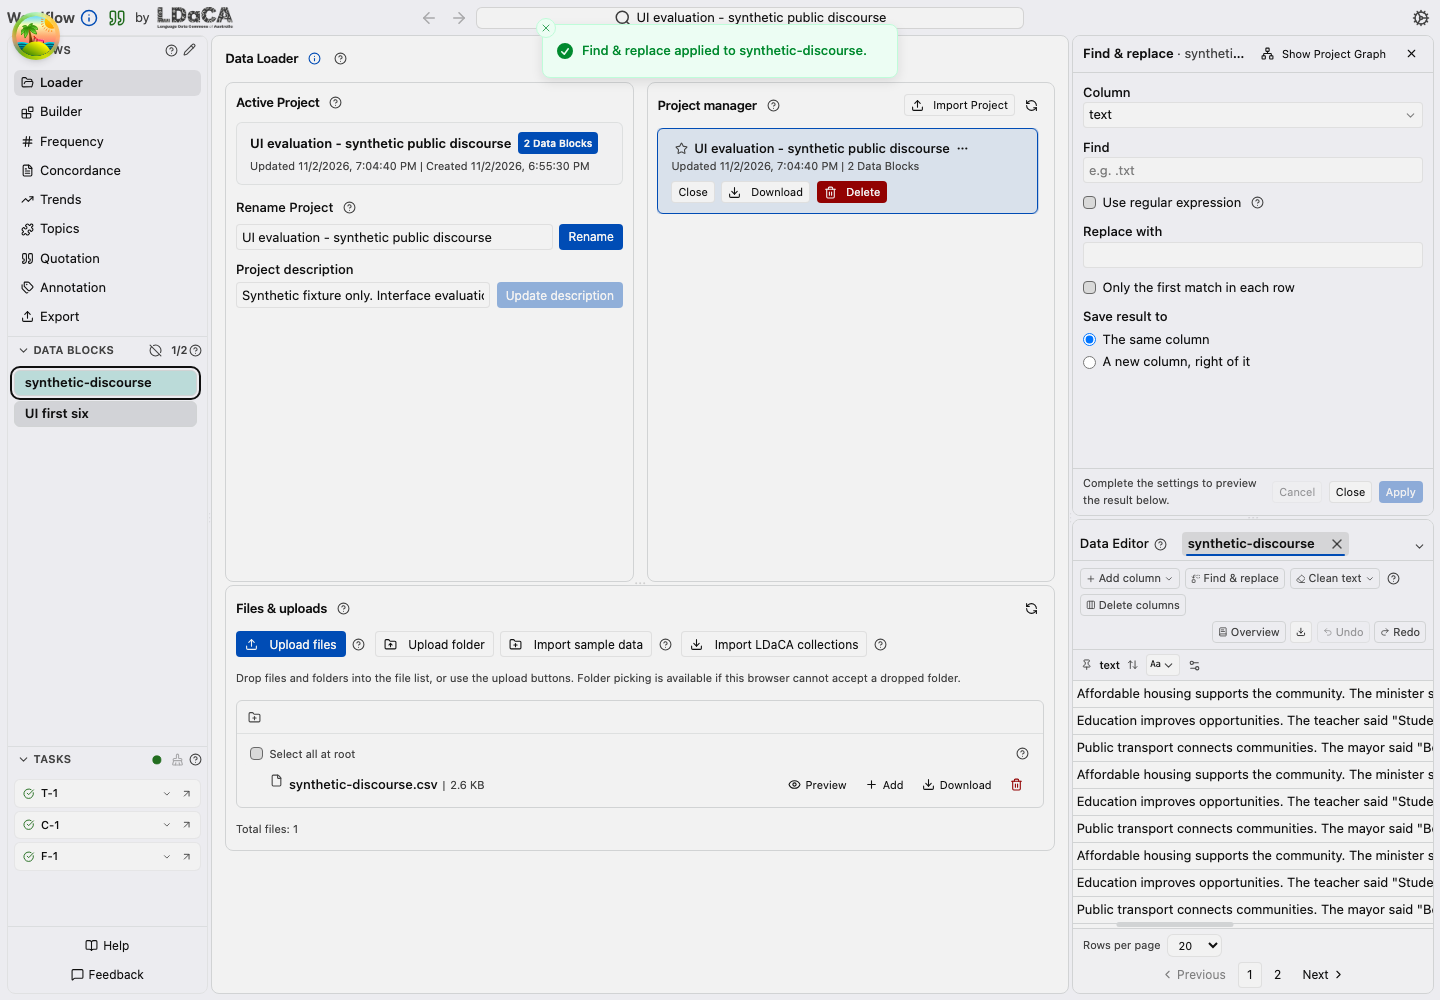 by LDaCA
Language Data Commons of Australia
UI evaluation - synthetic public discourse
Find & replace applied to synthetic-discourse.
Loader
Builder
Frequency
Concordance
Trends
Topics
Quotation
Annotation
Export
DATA BLOCKS 1/2
synthetic-discourse
UI first six
TASKS
T-1
C-1
F-1
Help
Feedback
Data Loader
Active Project
UI evaluation - synthetic public discourse 2 Data Blocks
Updated 11/2/2026, 7:04:40 PM | Created 11/2/2026, 6:55:30 PM
Rename Project
UI evaluation - synthetic public discourse Rename
Project description
Synthetic fixture only. Interface evaluatic Update description
Project manager Import Project
UI evaluation - synthetic public discourse ···
Updated 11/2/2026, 7:04:40 PM | 2 Data Blocks
Close Download Delete
Files & uploads
Upload files Upload folder Import sample data Import LDaCA collections
Drop files and folders into the file list, or use the upload buttons. Folder picking is available if this browser cannot accept a dropped folder.
Select all at root
synthetic-discourse.csv | 2.6 KB Preview Add Download
Total files: 1
Find & replace · syntheti... Show Project Graph
Column
text
Find
e.g. .txt
Use regular expression
Replace with
Only the first match in each row
Save result to
The same column
A new column, right of it
Complete the settings to preview
the result below.
Cancel Close Apply
Data Editor synthetic-discourse
+ Add column Find & replace Clean text
Delete columns
Overview Undo Redo
text Aa
Affordable housing supports the community. The minister s
Education improves opportunities. The teacher said "Stude
Public transport connects communities. The mayor said "Be
Affordable housing supports the community. The minister s
Education improves opportunities. The teacher said "Stude
Public transport connects communities. The mayor said "Be
Affordable housing supports the community. The minister s
Education improves opportunities. The teacher said "Stude
Public transport connects communities. The mayor said "Be
Rows per page 20
Previous 1 2 Next